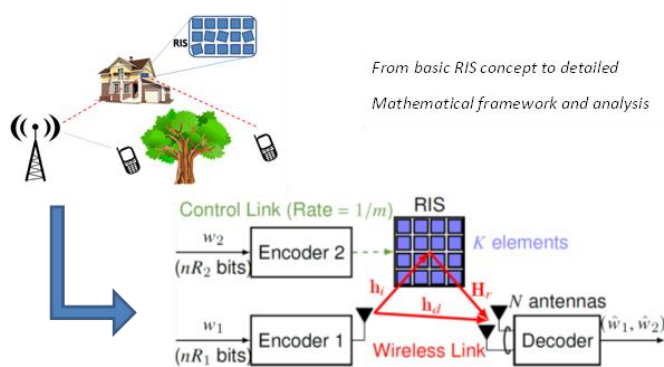 RIS
From basic RIS concept to detailed
Mathematical framework and analysis
RIS
Control Link (Rate = 1/m)
w₂
(nR₂ bits)
Encoder 2
K elements
hᵢ
Hᵣ
h_d
N antennas
w₁
(nR₁ bits)
Encoder 1
Wireless Link
Decoder
(ŵ₁, ŵ₂)